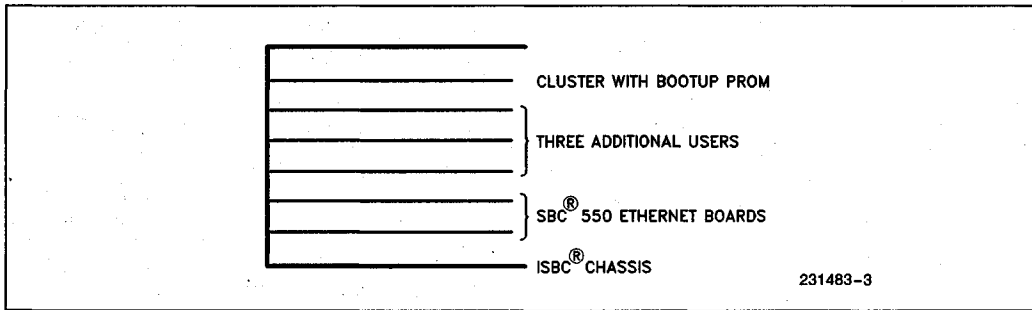 CLUSTER WITH BOOTUP PROM
THREE ADDITIONAL USERS
SBC® 550 ETHERNET BOARDS
ISBC® CHASSIS
231483-3